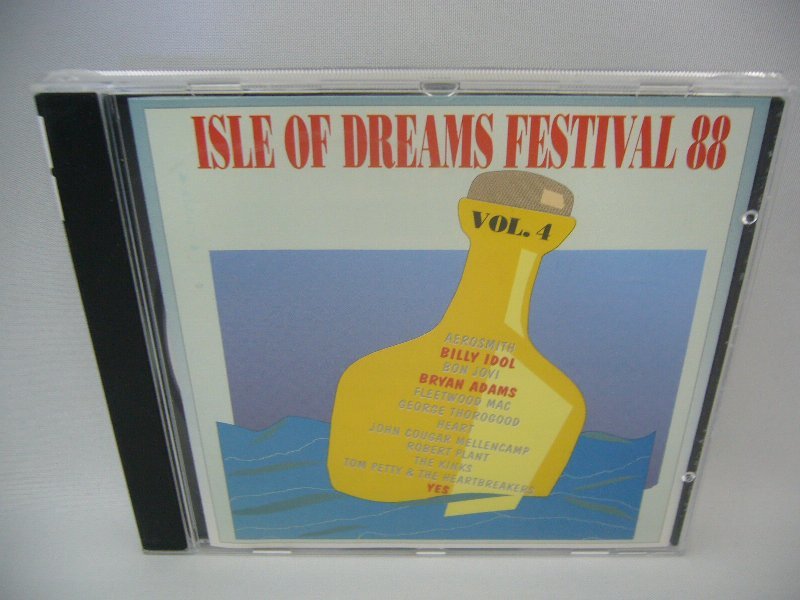 ISLE OF DREAMS FESTIVAL 88
VOL. 4
AEROSMITH
BILLY IDOL
BON JOVI
BRYAN ADAMS
FLEETWOOD MAC
GEORGE THOROGOOD
HEART
JOHN COUGAR MELLENCAMP
ROBERT PLANT
THE KINKS
TOM PETTY & THE HEARTBREAKERS
YES